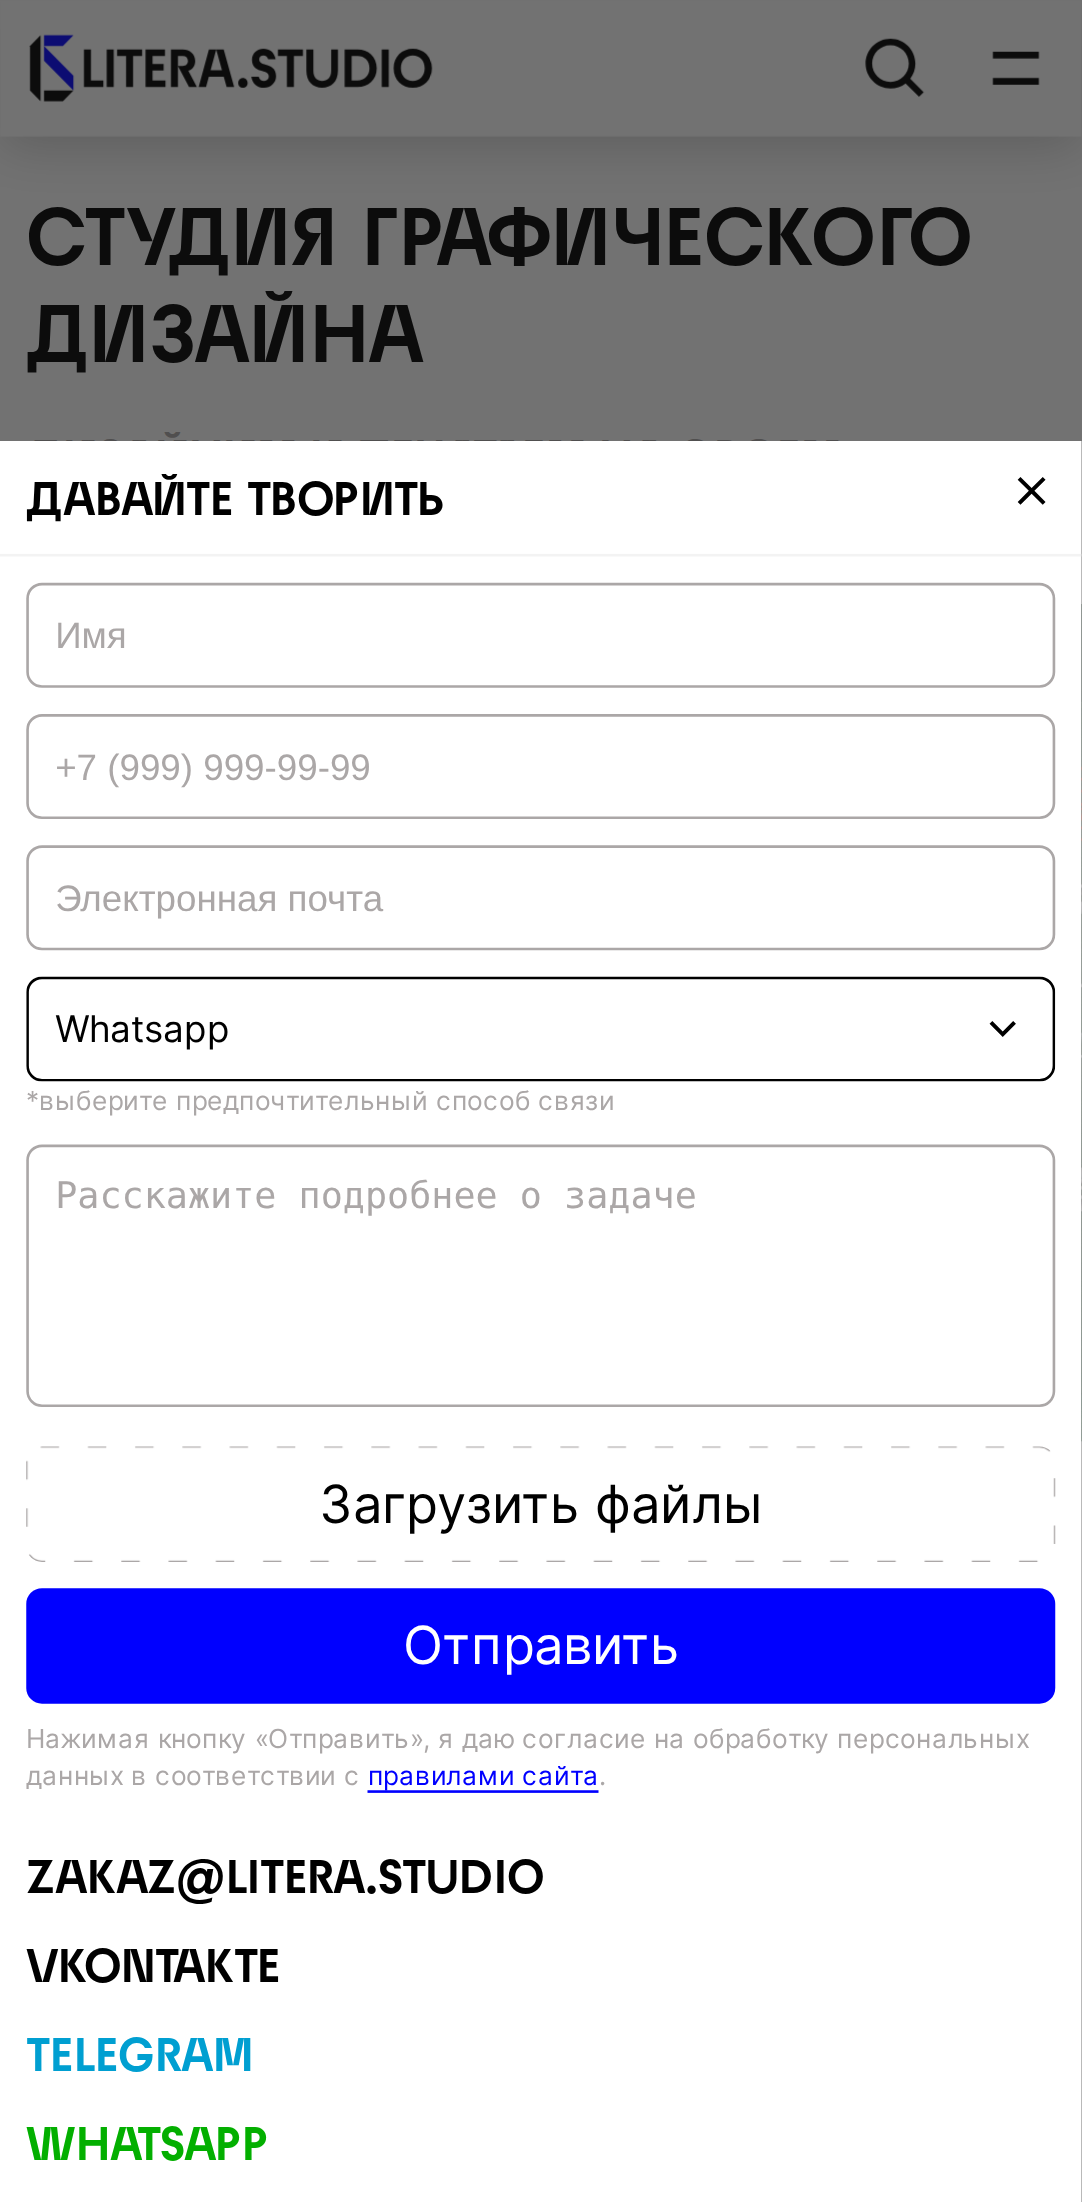 LITERA.STUDIO
СТУДИЯ ГРАФИЧЕСКОГО
ДИЗАЙНА
ДАВАЙТЕ ТВОРИТЬ
Имя
+7 (999) 999-99-99
Электронная почта
Whatsapp
*выберите предпочтительный способ связи
Расскажите подробнее о задаче
Загрузить файлы
Отправить
Нажимая кнопку «Отправить», я даю согласие на обработку персональных
данных в соответствии с правилами сайта.
ZAKAZ@LITERA.STUDIO
VKONTAKTE
TELEGRAM
WHATSAPP